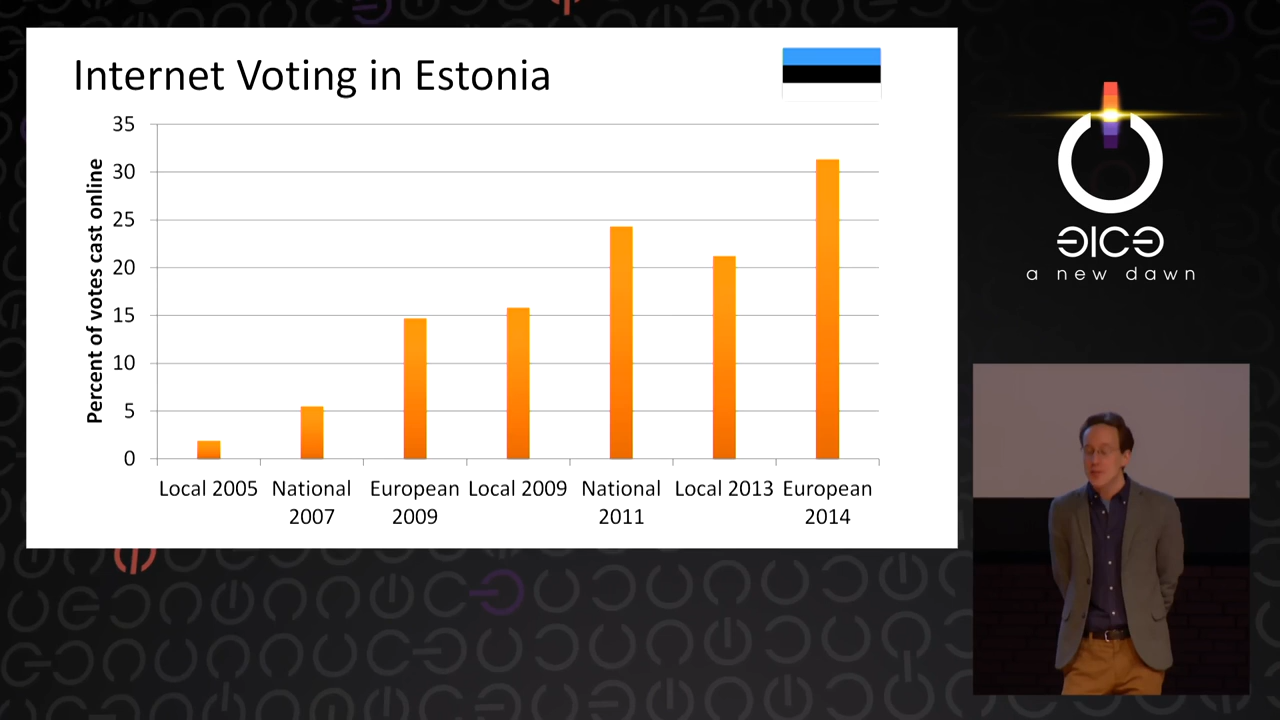 Internet Voting in Estonia
Percent of votes cast online
35
30
25
20
15
10
5
0
Local 2005
National
2007
European
2009
Local 2009
National
2011
Local 2013
European
2014
ǝICǝ
a new dawn